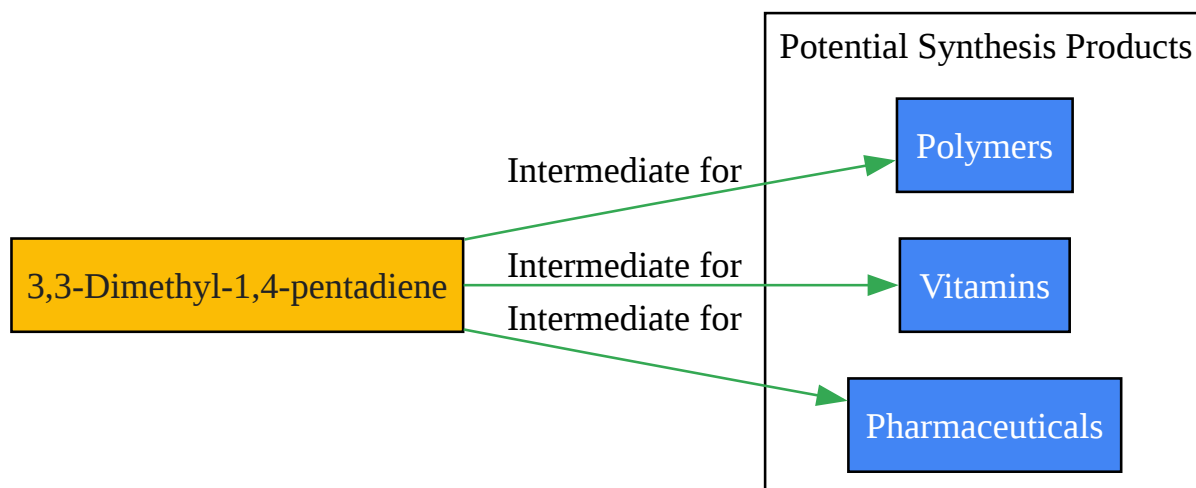 Potential Synthesis Products
Intermediate for
Polymers
3,3-Dimethyl-1,4-pentadiene
Intermediate for
Vitamins
Intermediate for
Pharmaceuticals